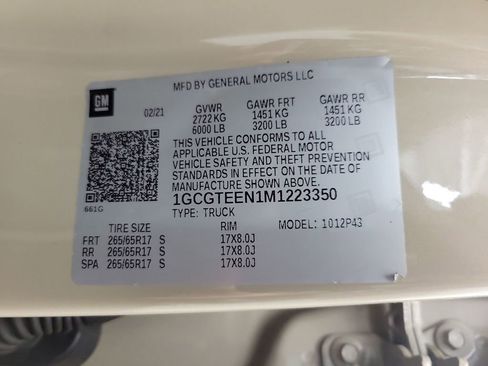 MFD BY GENERAL MOTORS LLC
GM
02/21 GVWR GAWR FRT GAWR RR
2722 KG 1451 KG 1451 KG
6000 LB 3200 LB 3200 LB
THIS VEHICLE CONFORMS TO ALL
APPLICABLE U.S. FEDERAL MOTOR
VEHICLE SAFETY AND THEFT PREVENTION
STANDARDS IN EFFECT ON THE DATE OF
MANUFACTURE SHOWN ABOVE.
661G
1GCGTEEN1M1223350
TYPE: TRUCK
TIRE SIZE RIM MODEL: 1012P43
FRT 265/65R17 S 17X8.0J
RR 265/65R17 S 17X8.0J
SPA 265/65R17 S 17X8.0J